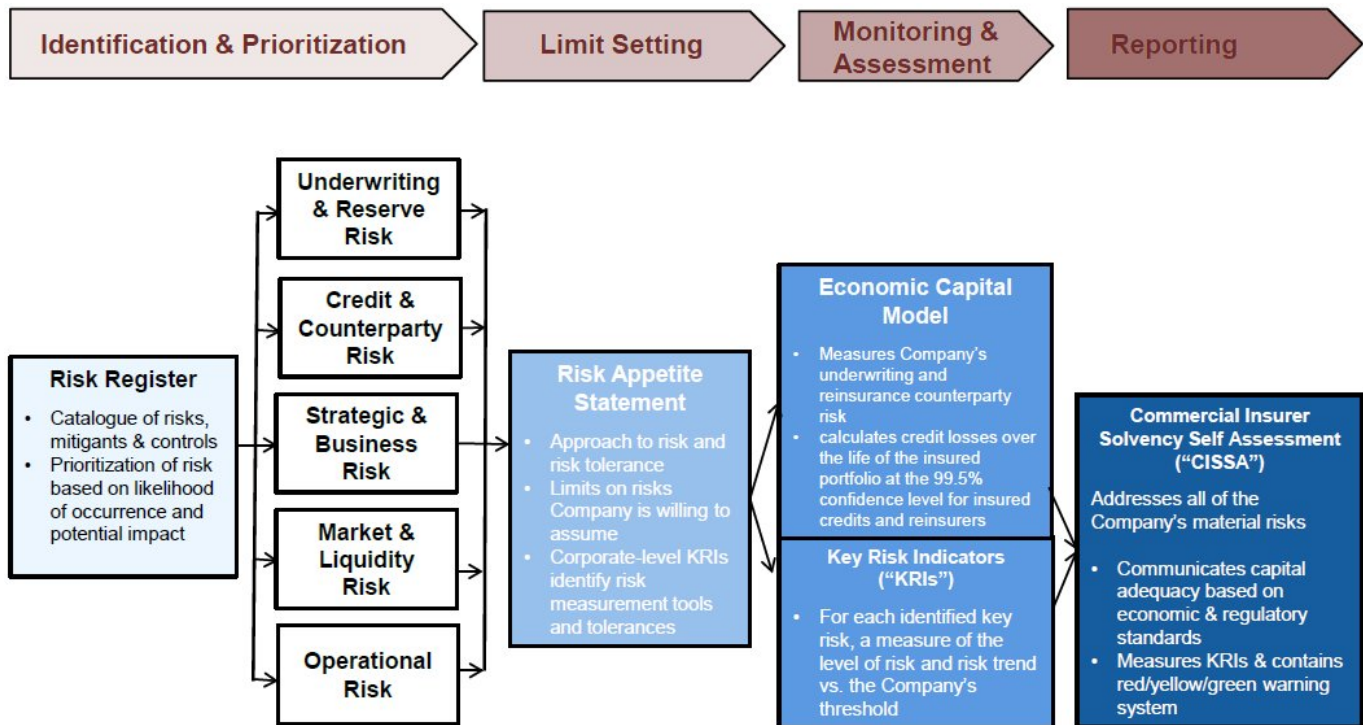 Identification & Prioritization
Limit Setting
Monitoring &
Assessment
Reporting
Risk Register
• Catalogue of risks,
mitigants & controls
• Prioritization of risk
based on likelihood
of occurrence and
potential impact
Underwriting
& Reserve
Risk
Credit &
Counterparty
Risk
Strategic &
Business
Risk
Market &
Liquidity
Risk
Operational
Risk
Risk Appetite
Statement
• Approach to risk and
risk tolerance
• Limits on risks
Company is willing to
assume
• Corporate-level KRIs
identify risk
measurement tools
and tolerances
Economic Capital
Model
• Measures Company's
underwriting and
reinsurance counterparty
risk
• calculates credit losses over
the life of the insured
portfolio at the 99.5%
confidence level for insured
credits and reinsurers
Key Risk Indicators
("KRIs")
• For each identified key
risk, a measure of the
level of risk and risk trend
vs. the Company's
threshold
Commercial Insurer
Solvency Self Assessment
("CISSA")
Addresses all of the
Company's material risks
• Communicates capital
adequacy based on
economic & regulatory
standards
• Measures KRIs & contains
red/yellow/green warning
system